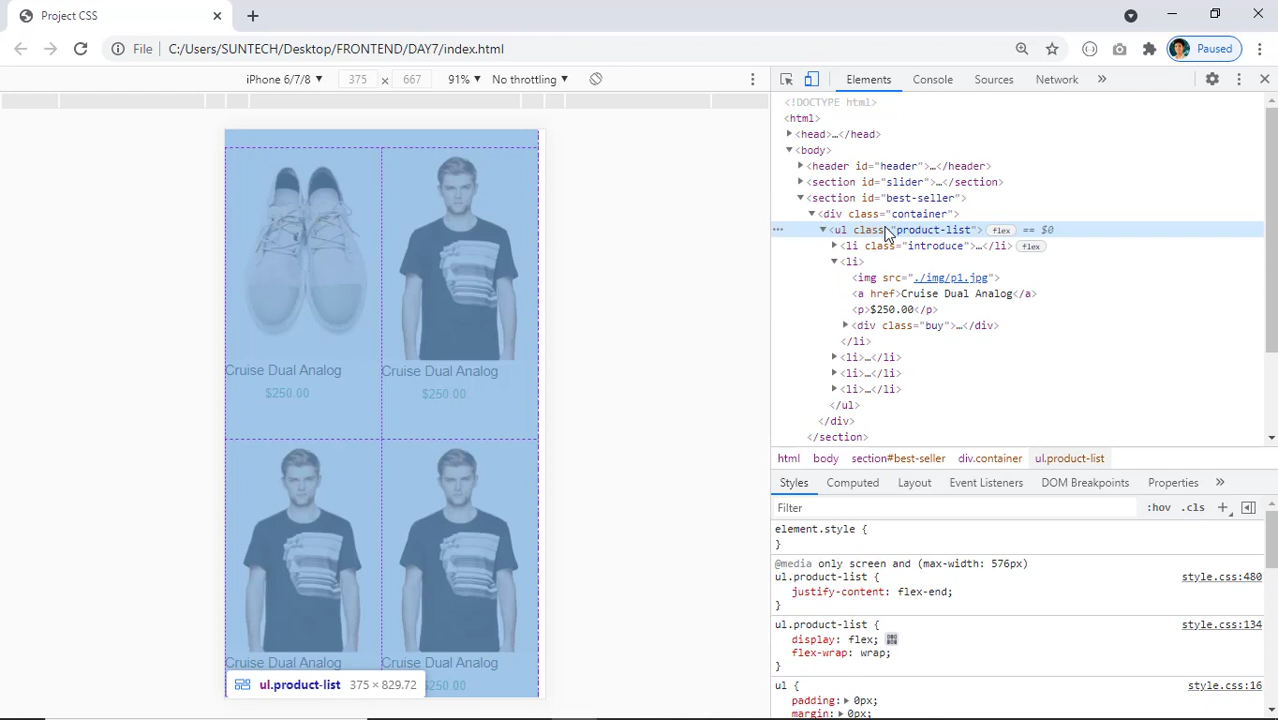 Project CSS
File C:/Users/SUNTECH/Desktop/FRONTEND/DAY7/index.html Paused
iPhone 6/7/8 ▼ 375 × 667 91% ▼ No throttling ▼
Elements Console Sources Network »
<!DOCTYPE html>
<html>
<head>…</head>
<body>
<header id="header">…</header>
<section id="slider">…</section>
<section id="best-seller">
<div class="container">
<ul class="product-list"> flex == $0
<li class="introduce">…</li> flex
<li>
<img src="./img/p1.jpg">
<a href>Cruise Dual Analog</a>
<p>$250.00</p>
<div class="buy">…</div>
</li>
<li>…</li>
<li>…</li>
<li>…</li>
</ul>
</div>
</section>
html body section#best-seller div.container ul.product-list
Styles Computed Layout Event Listeners DOM Breakpoints Properties »
Filter :hov .cls +
element.style {
}
@media only screen and (max-width: 576px)
ul.product-list { style.css:480
justify-content: flex-end;
}
ul.product-list { style.css:134
display: flex;
flex-wrap: wrap;
}
ul { style.css:16
padding: 0px;
margin: 0px;
Cruise Dual Analog Cruise Dual Analog
$250.00 $250.00
Cruise Dual Analog Cruise Dual Analog
$250.00
ul.product-list 375 × 829.72